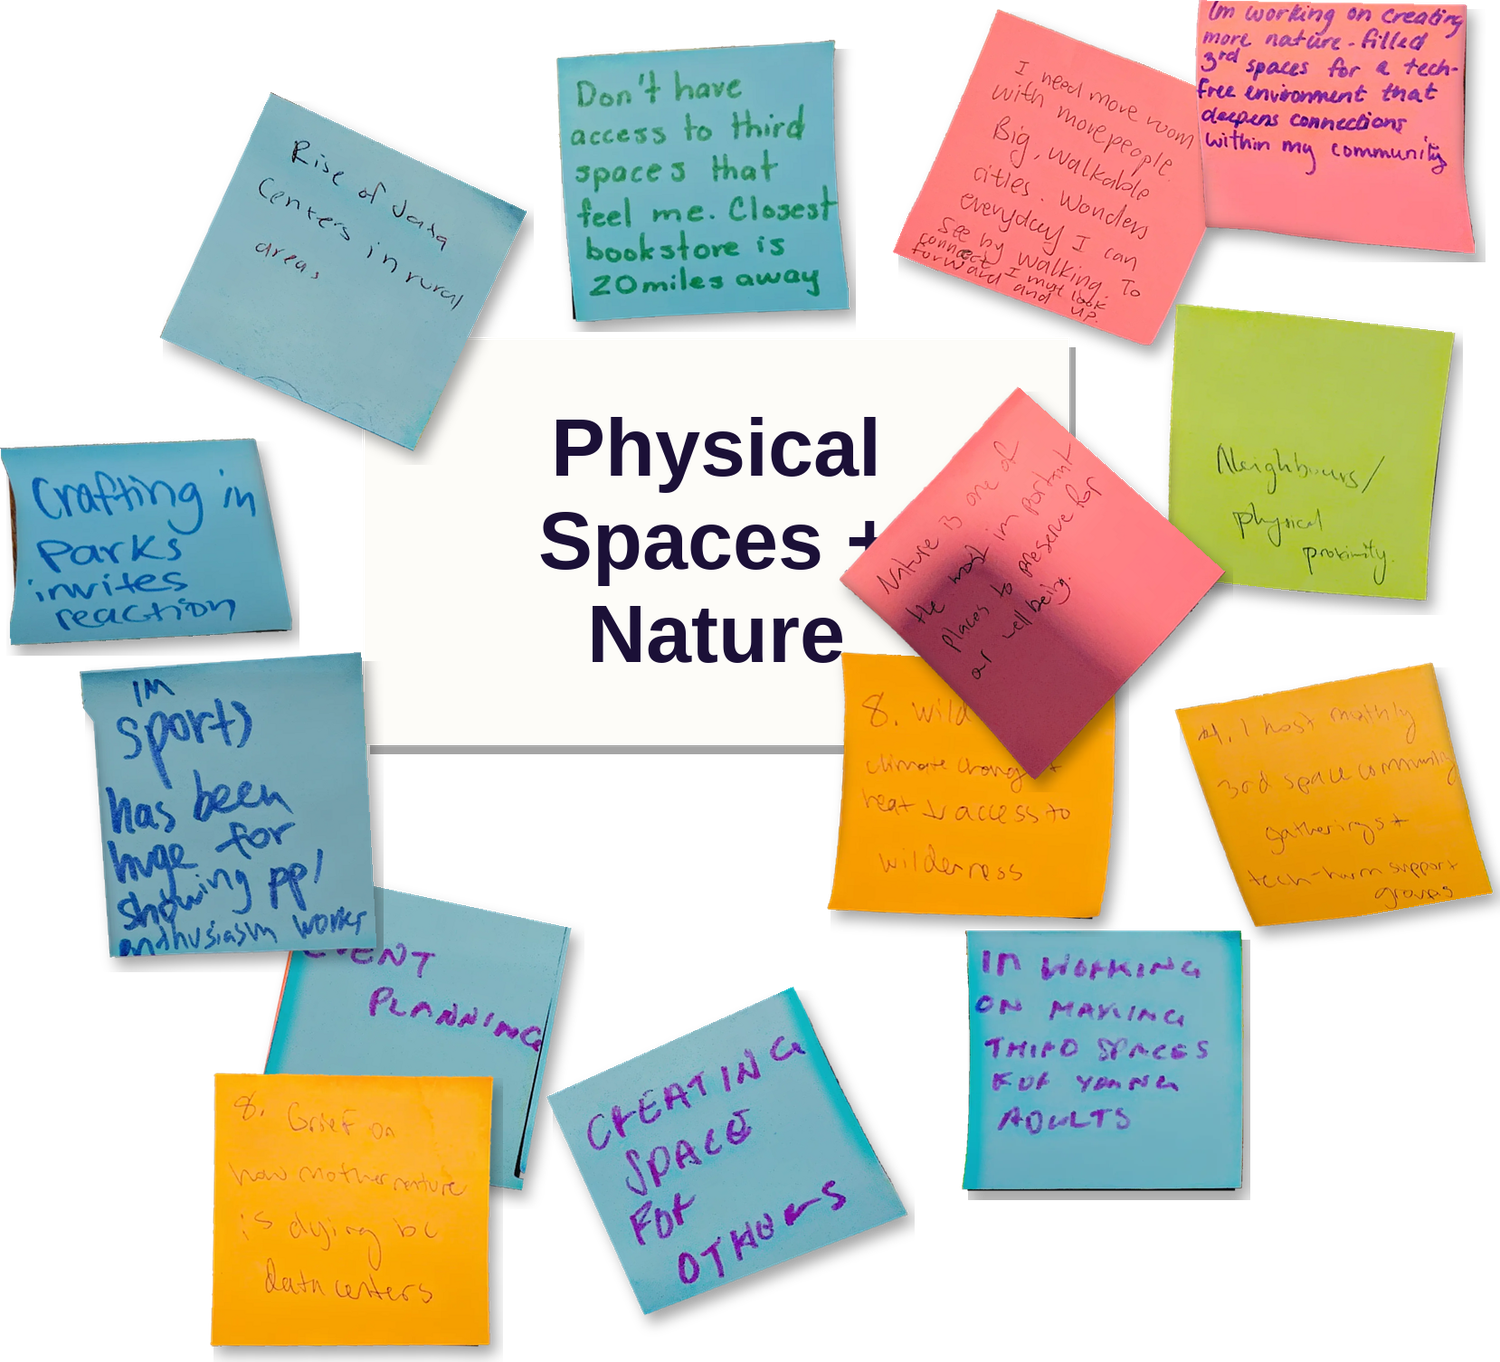 Im working on creating
more nature-filled
3rd spaces for a tech-
free environment that
deepens connections
within my community
I need more room
with more people.
Big, walkable
cities. Wonders
everyday I can
see by walking. To
connect I must look
forward and up.
Don't have
access to third
spaces that
feel me. Closest
bookstore is
20 miles away
Rise of data
Centers in rural
areas
Physical
Spaces +
Nature
Neighbours/
physical
proximity.
Nature is one of
the most important
places to preserve for
our wellbeing.
Crafting in
Parks
invites
reaction
IM
sports
has been
huge for
showing ppl
enthusiasm works
8. wild
climate change +
heat ↓ access to
wilderness
4. I host monthly
3rd space community
gatherings +
tech-harm support
groups
EVENT
PLANNING
IM WORKING
ON MAKING
THIRD SPACES
FOR YOUNG
ADULTS
CREATING
SPACE
FOR
OTHERS
8. Grief on
how mother nature
is dying bc
data centers